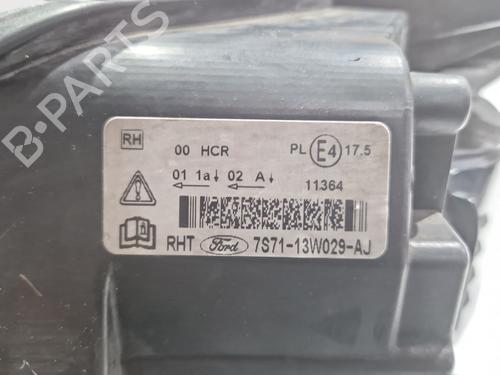 B-PARTS
RH 00 HCR PL E4 17.5
01 1a↓ 02 A↓ 11364
RHT Ford 7S71-13W029-AJ